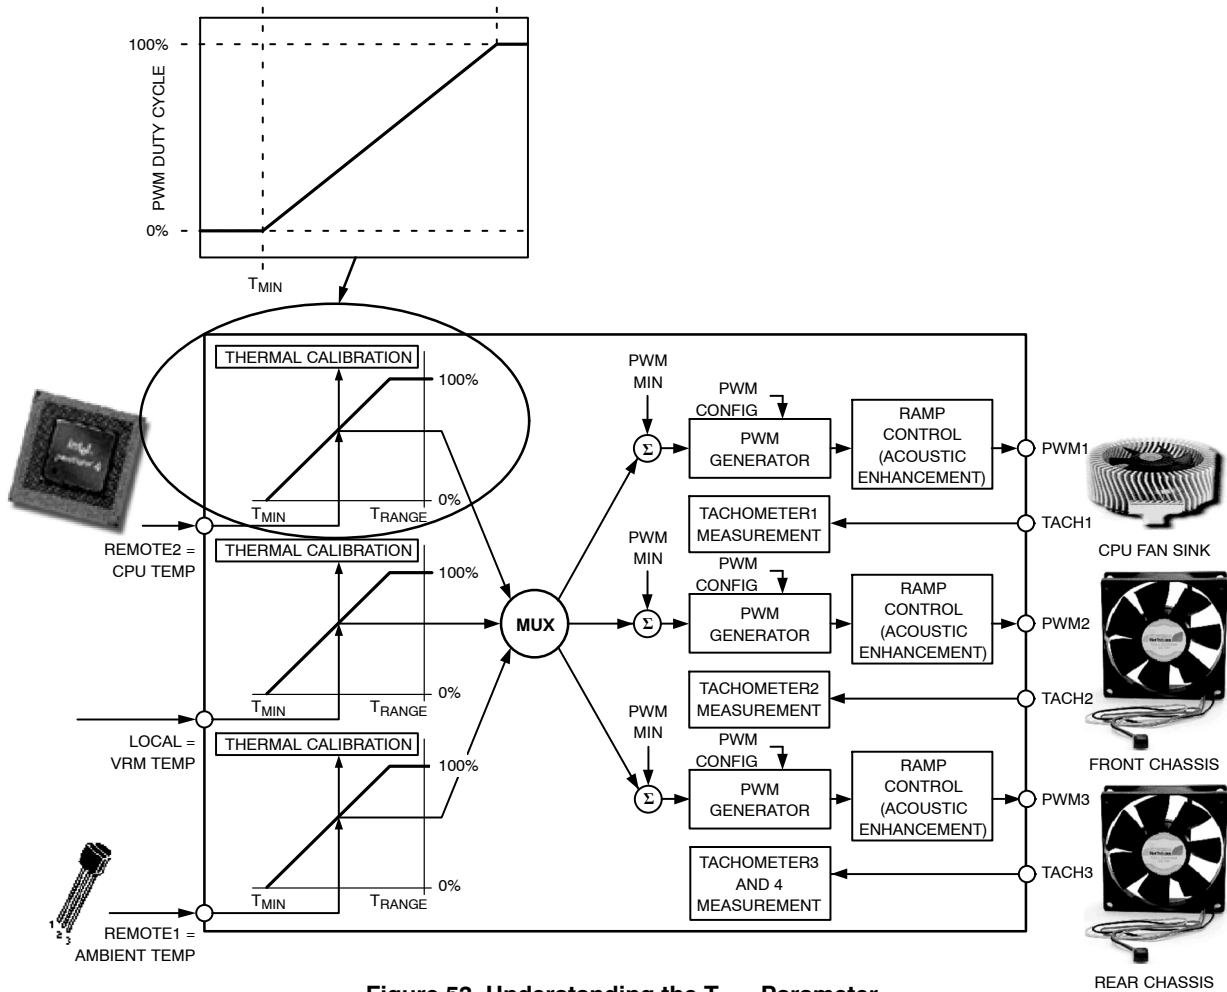 100%
PWM DUTY CYCLE
0%
TMIN
THERMAL CALIBRATION
100%
0%
TMIN
TRANGE
REMOTE2 =
CPU TEMP
THERMAL CALIBRATION
100%
0%
TMIN
TRANGE
LOCAL =
VRM TEMP
THERMAL CALIBRATION
100%
0%
TMIN
TRANGE
REMOTE1 =
AMBIENT TEMP
1
2
3
MUX
PWM
MIN
Σ
PWM
CONFIG
PWM
GENERATOR
RAMP
CONTROL
(ACOUSTIC
ENHANCEMENT)
PWM1
TACHOMETER1
MEASUREMENT
TACH1
CPU FAN SINK
PWM
MIN
Σ
PWM
CONFIG
PWM
GENERATOR
RAMP
CONTROL
(ACOUSTIC
ENHANCEMENT)
PWM2
TACHOMETER2
MEASUREMENT
TACH2
FRONT CHASSIS
PWM
MIN
Σ
PWM
CONFIG
PWM
GENERATOR
RAMP
CONTROL
(ACOUSTIC
ENHANCEMENT)
PWM3
TACHOMETER3
AND 4
MEASUREMENT
TACH3
REAR CHASSIS
Understanding the T Parameter